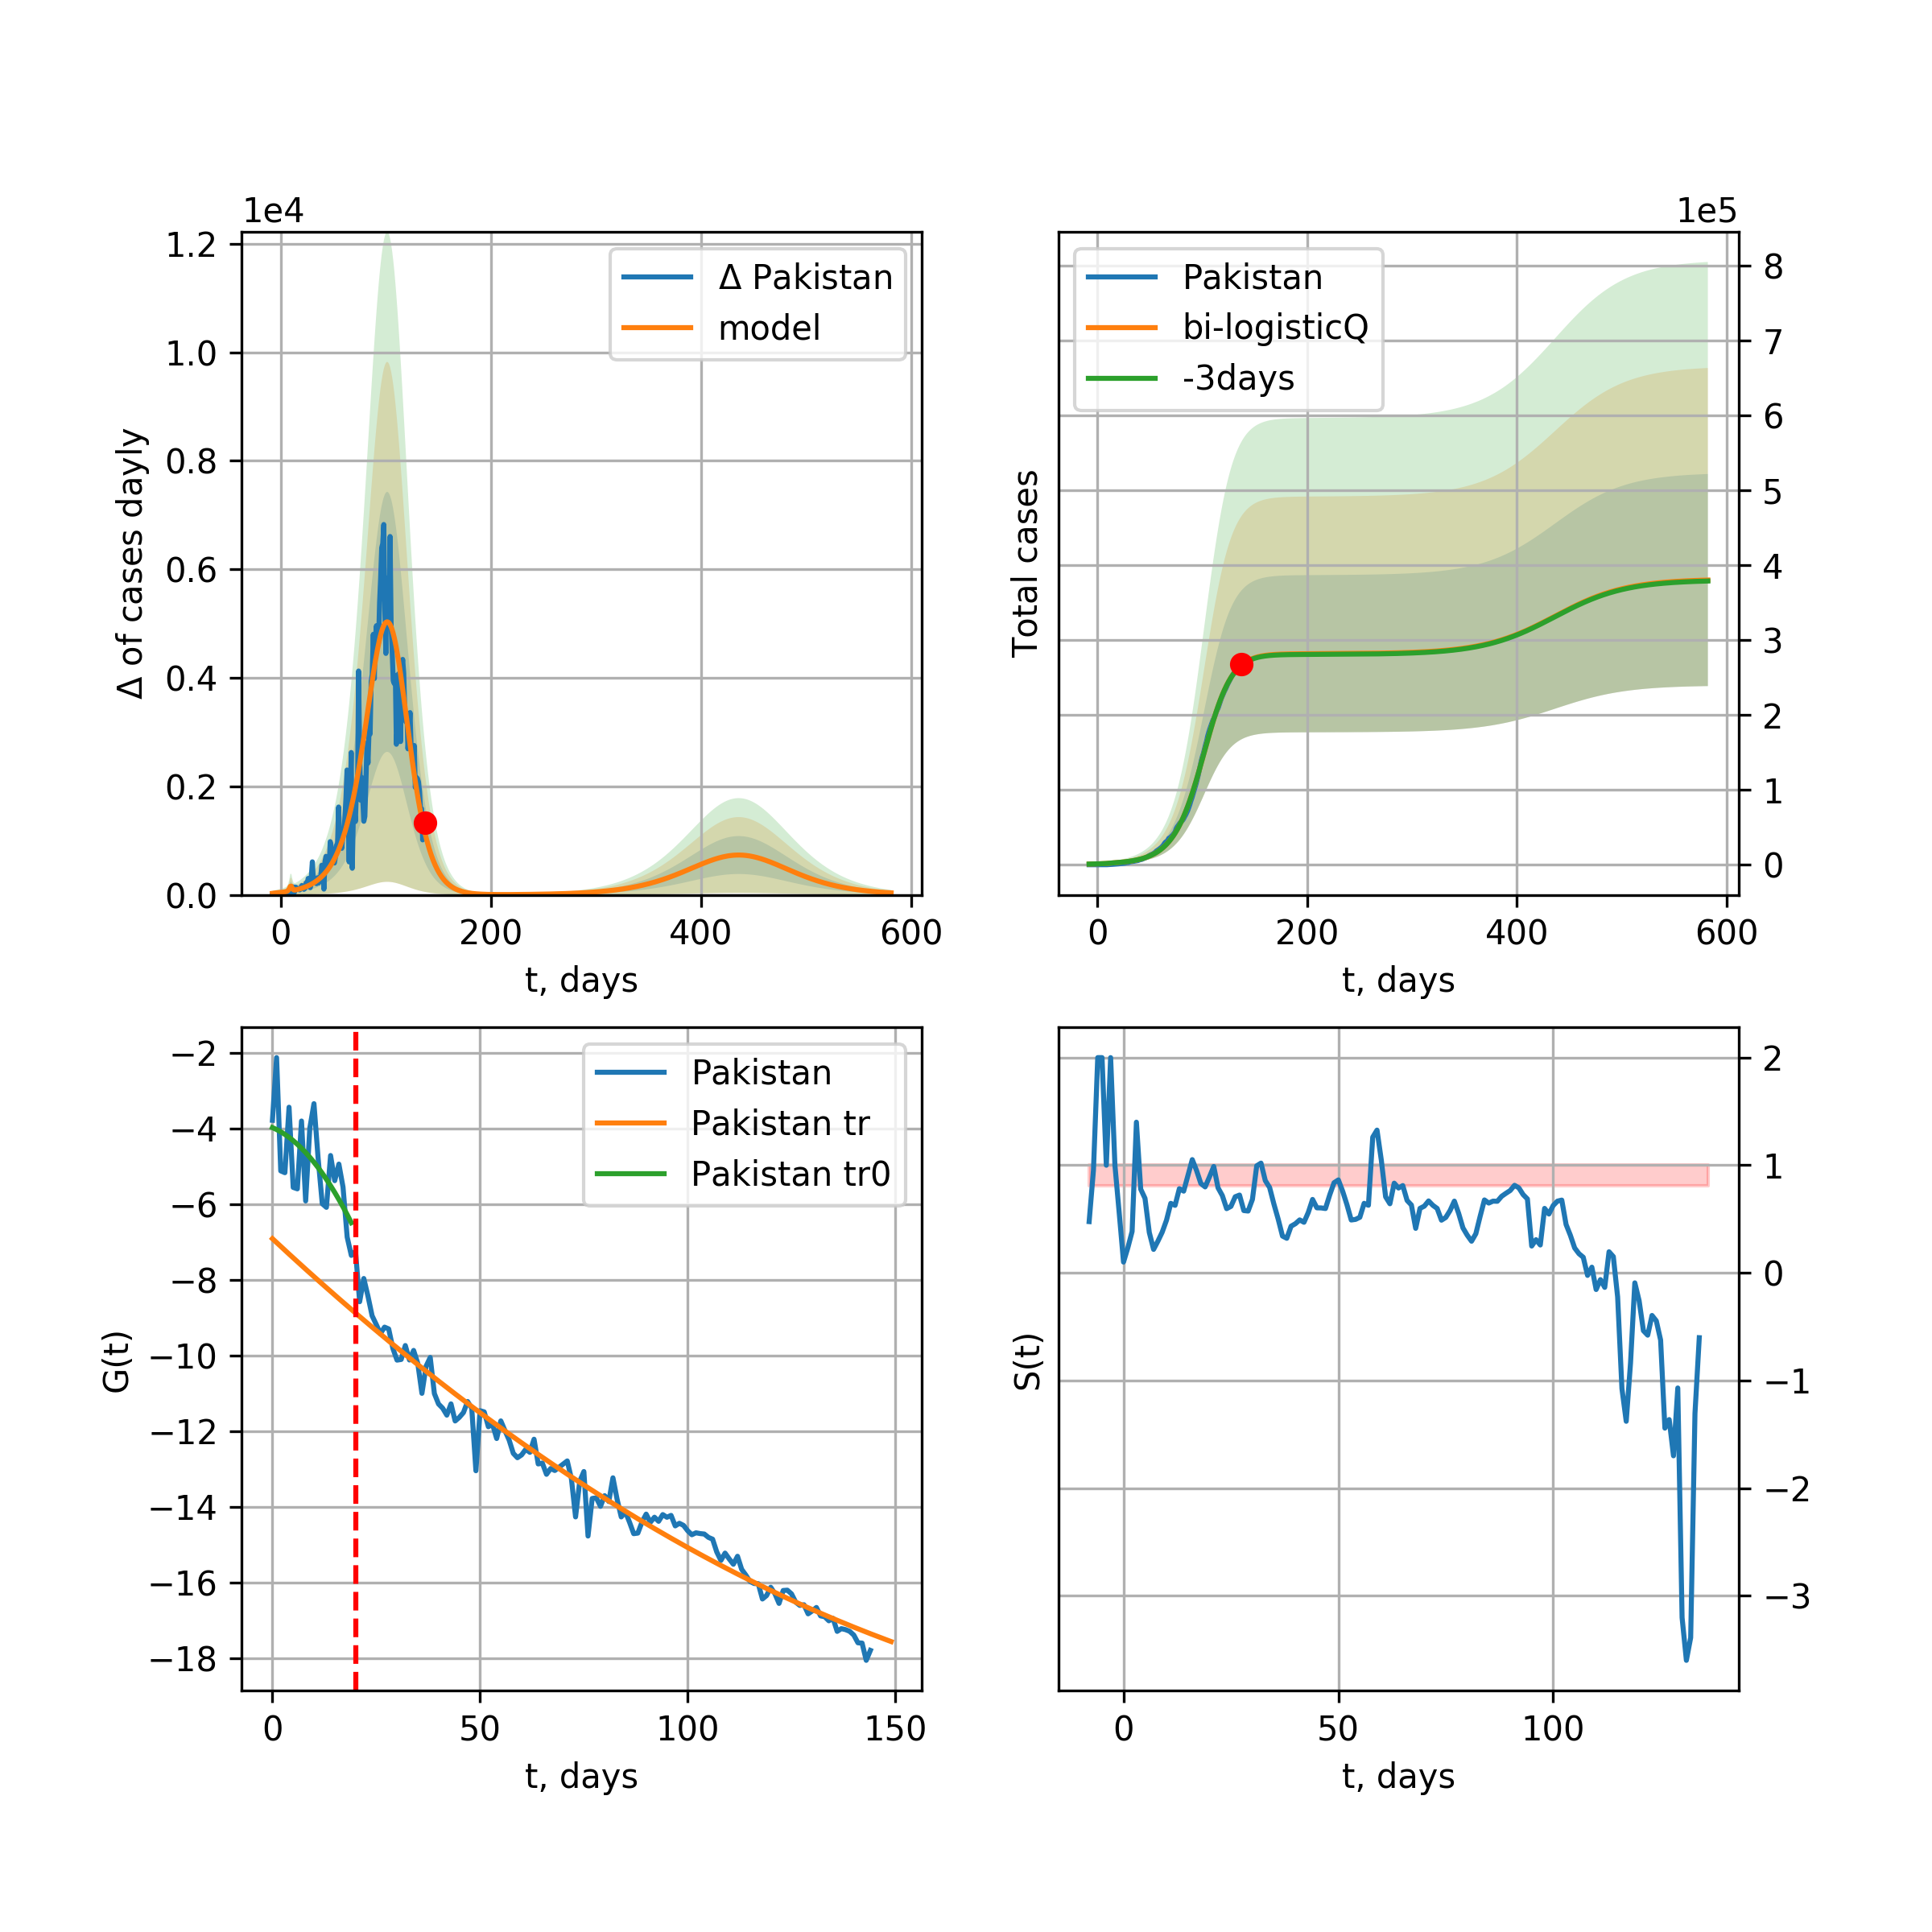 1e4
Δ of cases dayly
1.2
1.0
0.8
0.6
0.4
0.2
0.0
0 200 400 600
t, days
Δ Pakistan
model
1e5
Total cases
8
7
6
5
4
3
2
1
0
0 200 400 600
t, days
Pakistan
bi-logisticQ
-3days
G(t)
−2
−4
−6
−8
−10
−12
−14
−16
−18
0 50 100 150
t, days
Pakistan
Pakistan tr
Pakistan tr0
S(t)
2
1
0
−1
−2
−3
0 50 100
t, days